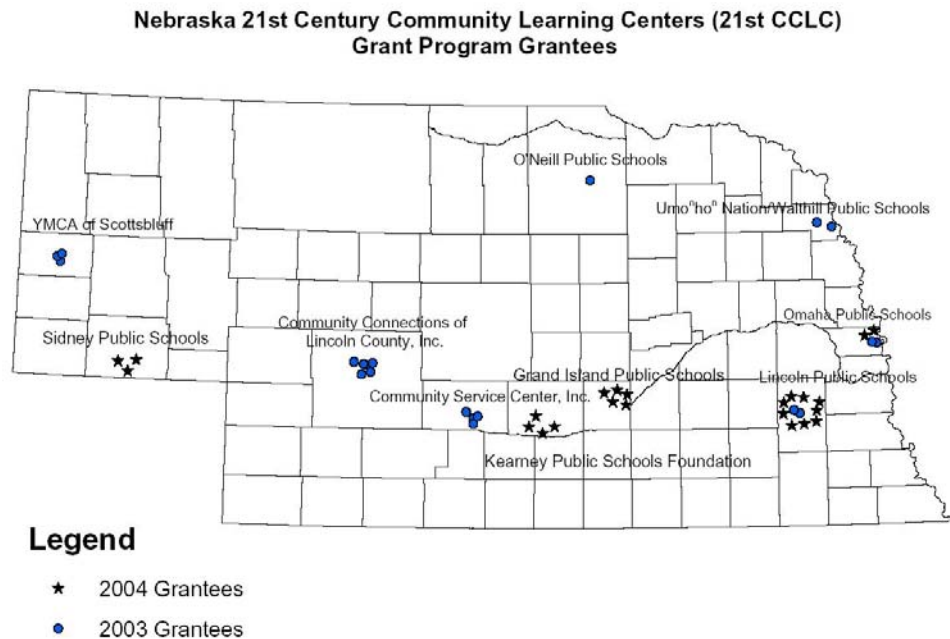 Nebraska 21st Century Community Learning Centers (21st CCLC)
Grant Program Grantees
O'Neill Public Schools
Umoⁿhoⁿ Nation/Walthill Public Schools
YMCA of Scottsbluff
Omaha Public Schools
Community Connections of
Lincoln County, Inc.
Sidney Public Schools
Grand Island Public Schools
Lincoln Public Schools
Community Service Center, Inc.
Kearney Public Schools Foundation
Legend
2004 Grantees
2003 Grantees